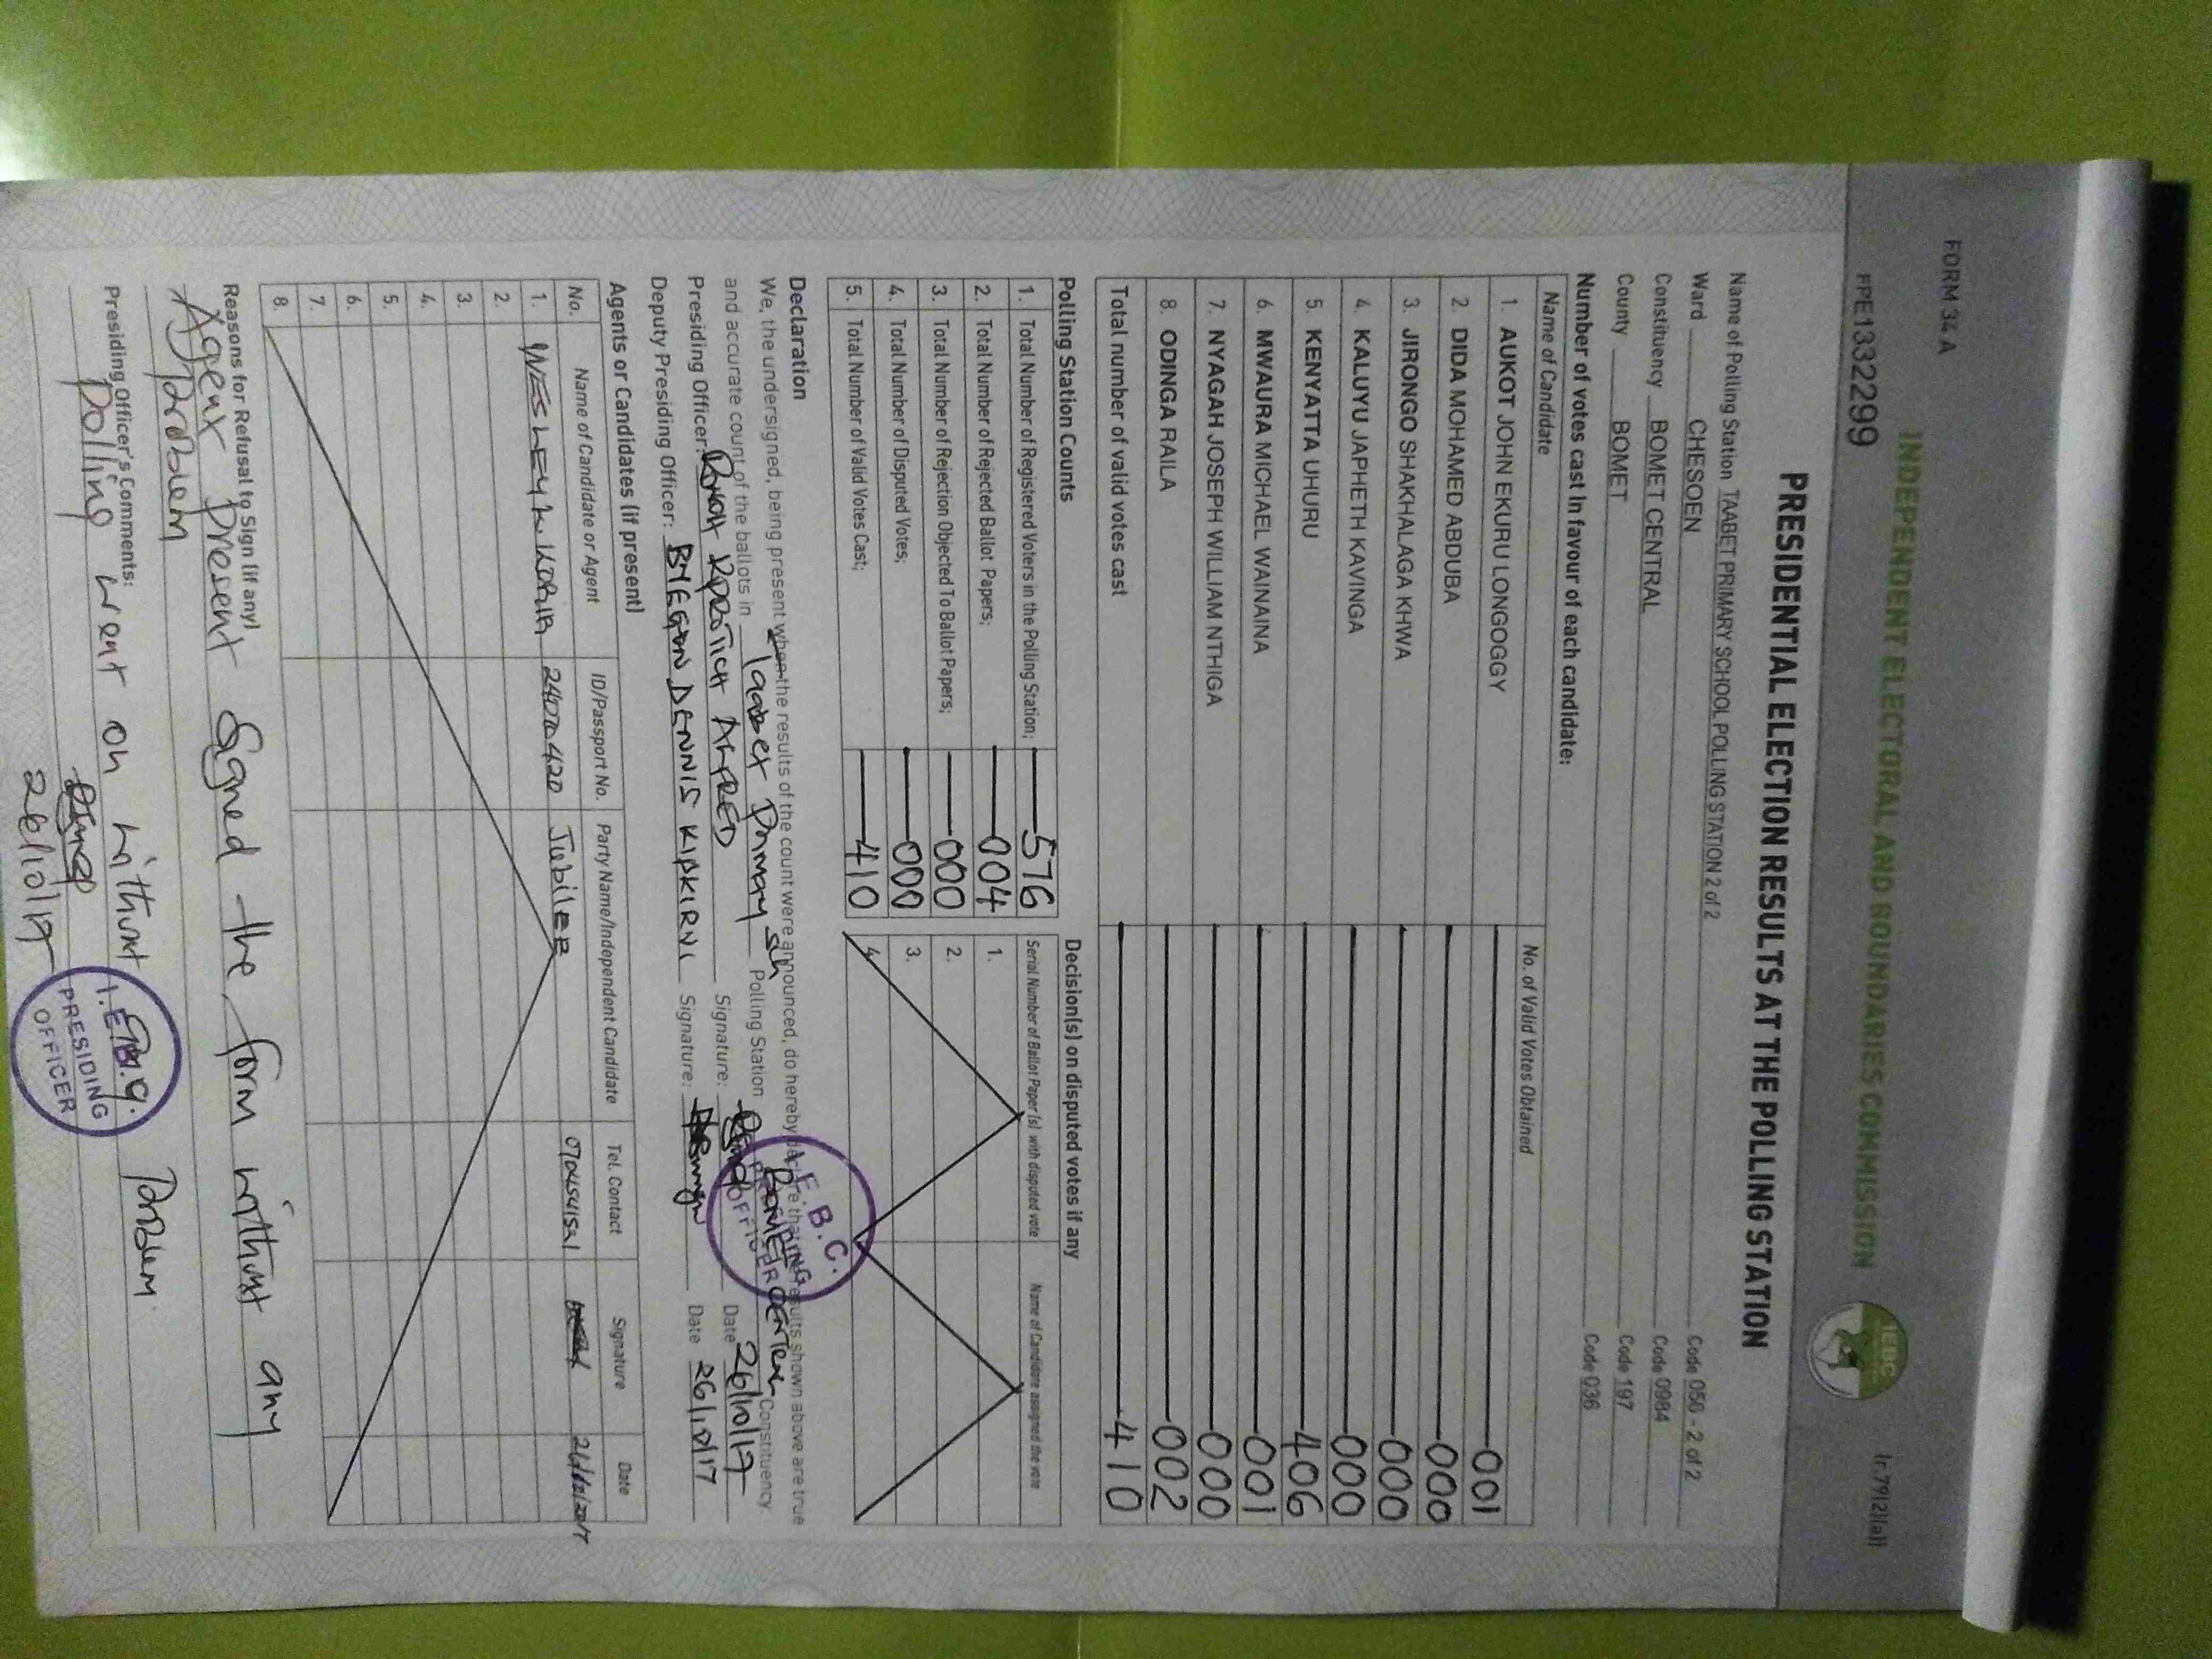 FORM 34A
INDEPENDENT ELECTORAL AND BOUNDARIES COMMISSION
IEBC
FPE1332299
PRESIDENTIAL ELECTION RESULTS AT THE POLLING STATION
Name of Polling Station TAABET PRIMARY SCHOOL POLLING STATION 2 of 2 Code 050 - 2 of 2
Ward CHESOEN Code 0984
Constituency BOMET CENTRAL Code 197
County BOMET Code 036
Number of votes cast in favour of each candidate:
Name of Candidate No. of Valid Votes Obtained
1. AUKOT JOHN EKURU LONGOGGY 001
2. DIDA MOHAMED ABDUBA 000
3. JIRONGO SHAKHALAGA KHWA 000
4. KALUYU JAPHETH KAVINGA 000
5. KENYATTA UHURU 406
6. MWAURA MICHAEL WAINAINA 001
7. NYAGAH JOSEPH WILLIAM NTHIGA 000
8. ODINGA RAILA 002
Total number of valid votes cast 410
Polling Station Counts
1. Total Number of Registered Voters in the Polling Station; 576
2. Total Number of Rejected Ballot Papers; 004
3. Total Number of Rejection Objected To Ballot Papers; 000
4. Total Number of Disputed Votes; 000
5. Total Number of Valid Votes Cast; 410
Decision(s) on disputed votes if any
Serial Number of Ballot Paper(s) with disputed vote Name of Candidate assigned the vote
1.
2.
3.
4.
Declaration
We, the undersigned, being present when the results of the count were announced, do hereby declare that the results shown above are true
and accurate count of the ballots in Taabet Primary Sch Polling Station BOMET CENTRAL Constituency.
Presiding Officer: KIPROTICH ALFRED Signature: Date 26/10/17
Deputy Presiding Officer: BYEGON DENNIS KIPKIRNI Signature: Date 26/10/17
I.E.B.C.
PRESIDING
OFFICER
Agents or Candidates (if present)
No. Name of Candidate or Agent ID/Passport No. Party Name/Independent Candidate Tel. Contact Signature Date
1. WESLEY K. KORIR 24000420 Jubilee 0704541521 26/10/2017
2.
3.
4.
5.
6.
7.
8.
Reasons for Refusal to Sign (if any)
Agent present signed the form without any
problem
Presiding Officer's Comments:
Polling went on without problem.
26/10/17
I.E.B.C.
PRESIDING
OFFICER